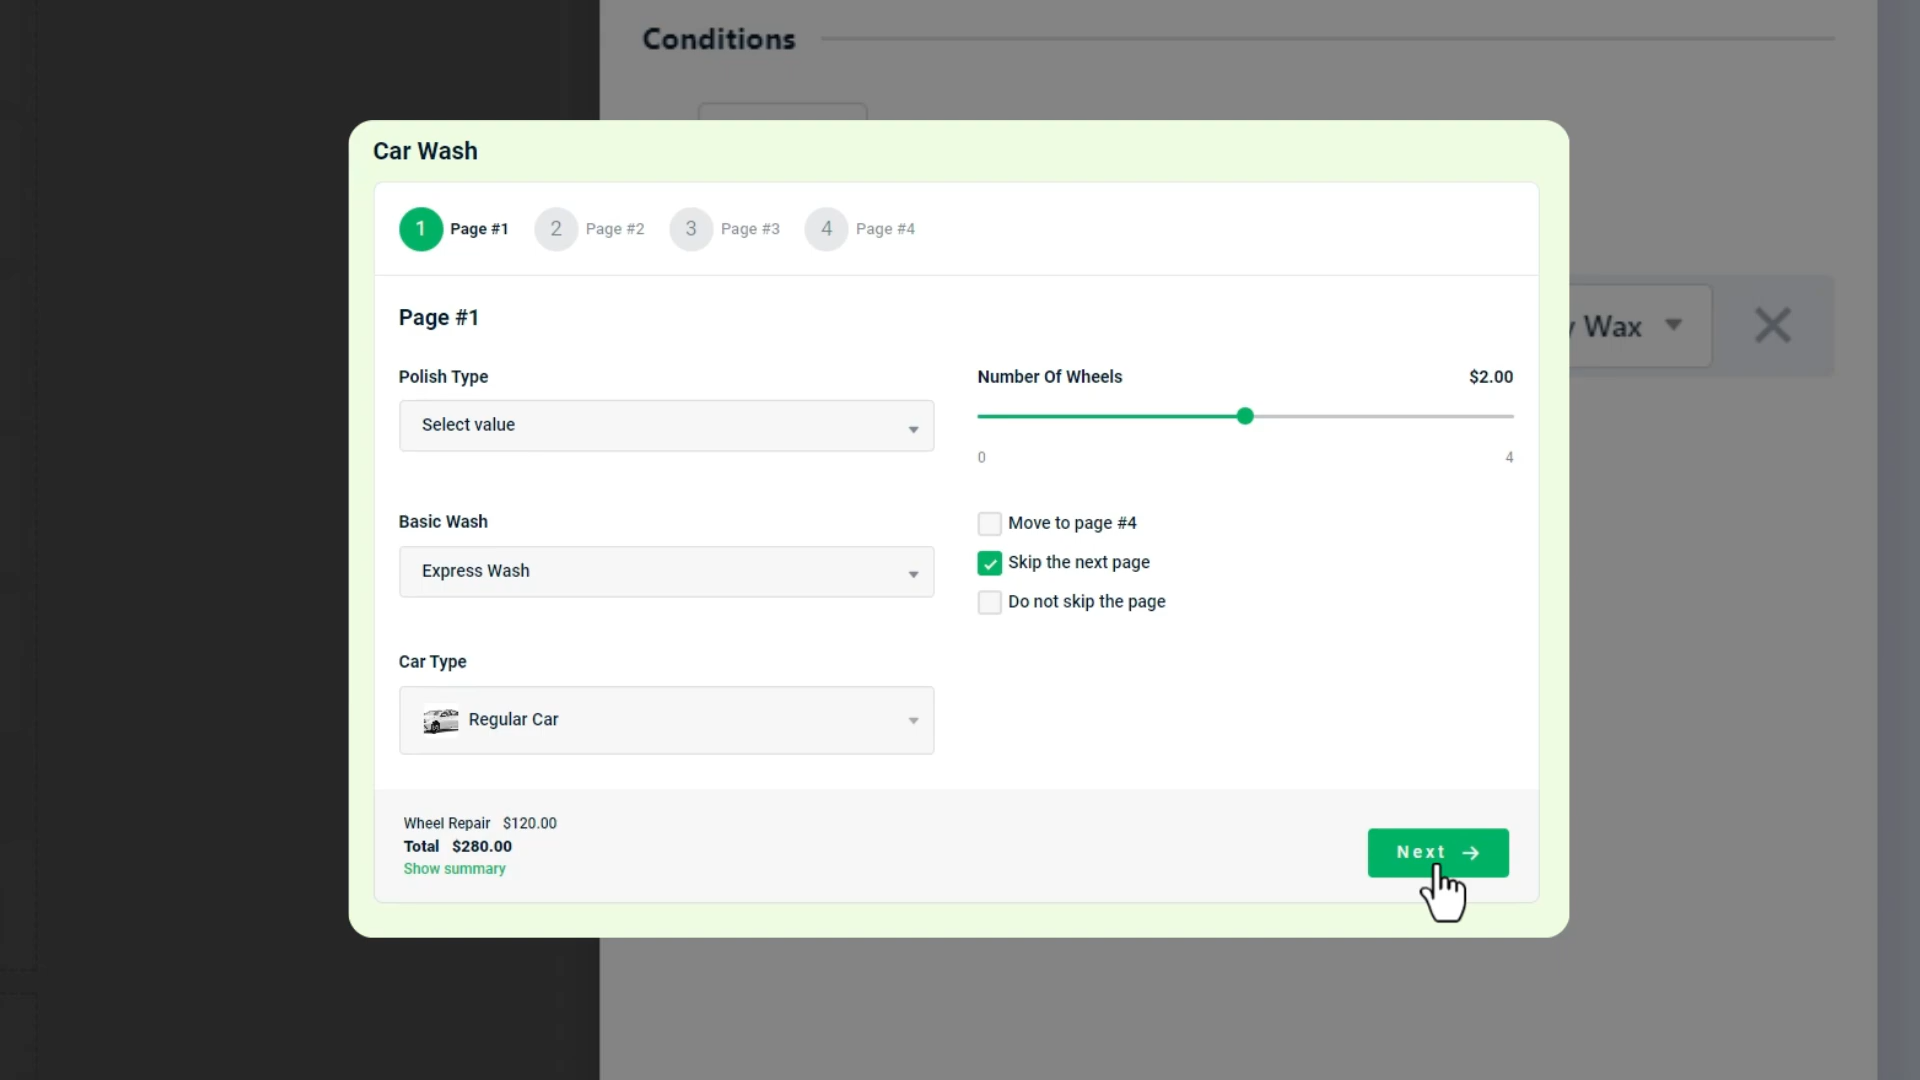 Conditions
Car Wash
1 Page #1 2 Page #2 3 Page #3 4 Page #4
Page #1
Polish Type
Select value
Number Of Wheels $2.00
0 4
Basic Wash
Express Wash
Move to page #4
Skip the next page
Do not skip the page
Car Type
Regular Car
Wheel Repair $120.00
Total $280.00
Show summary
Next
Wax